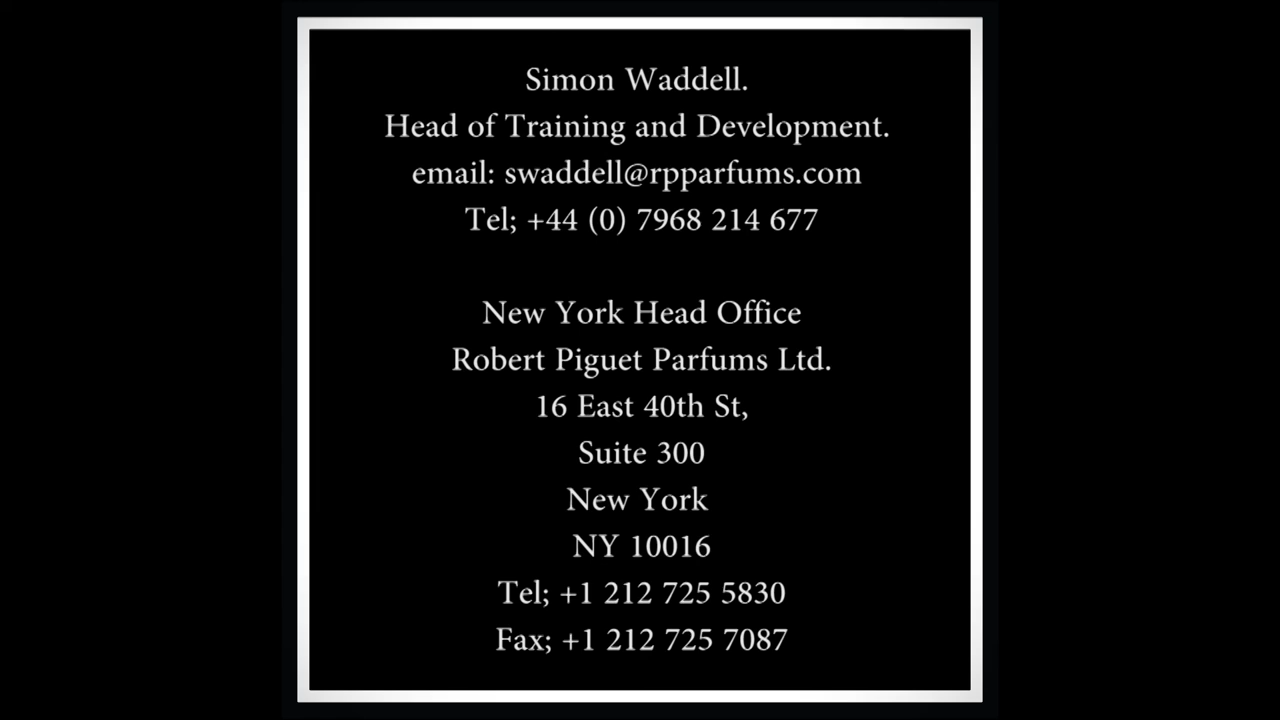 Simon Waddell.
Head of Training and Development.
email: swaddell@rpparfums.com
Tel; +44 (0) 7968 214 677
New York Head Office
Robert Piguet Parfums Ltd.
16 East 40th St,
Suite 300
New York
NY 10016
Tel; +1 212 725 5830
Fax; +1 212 725 7087